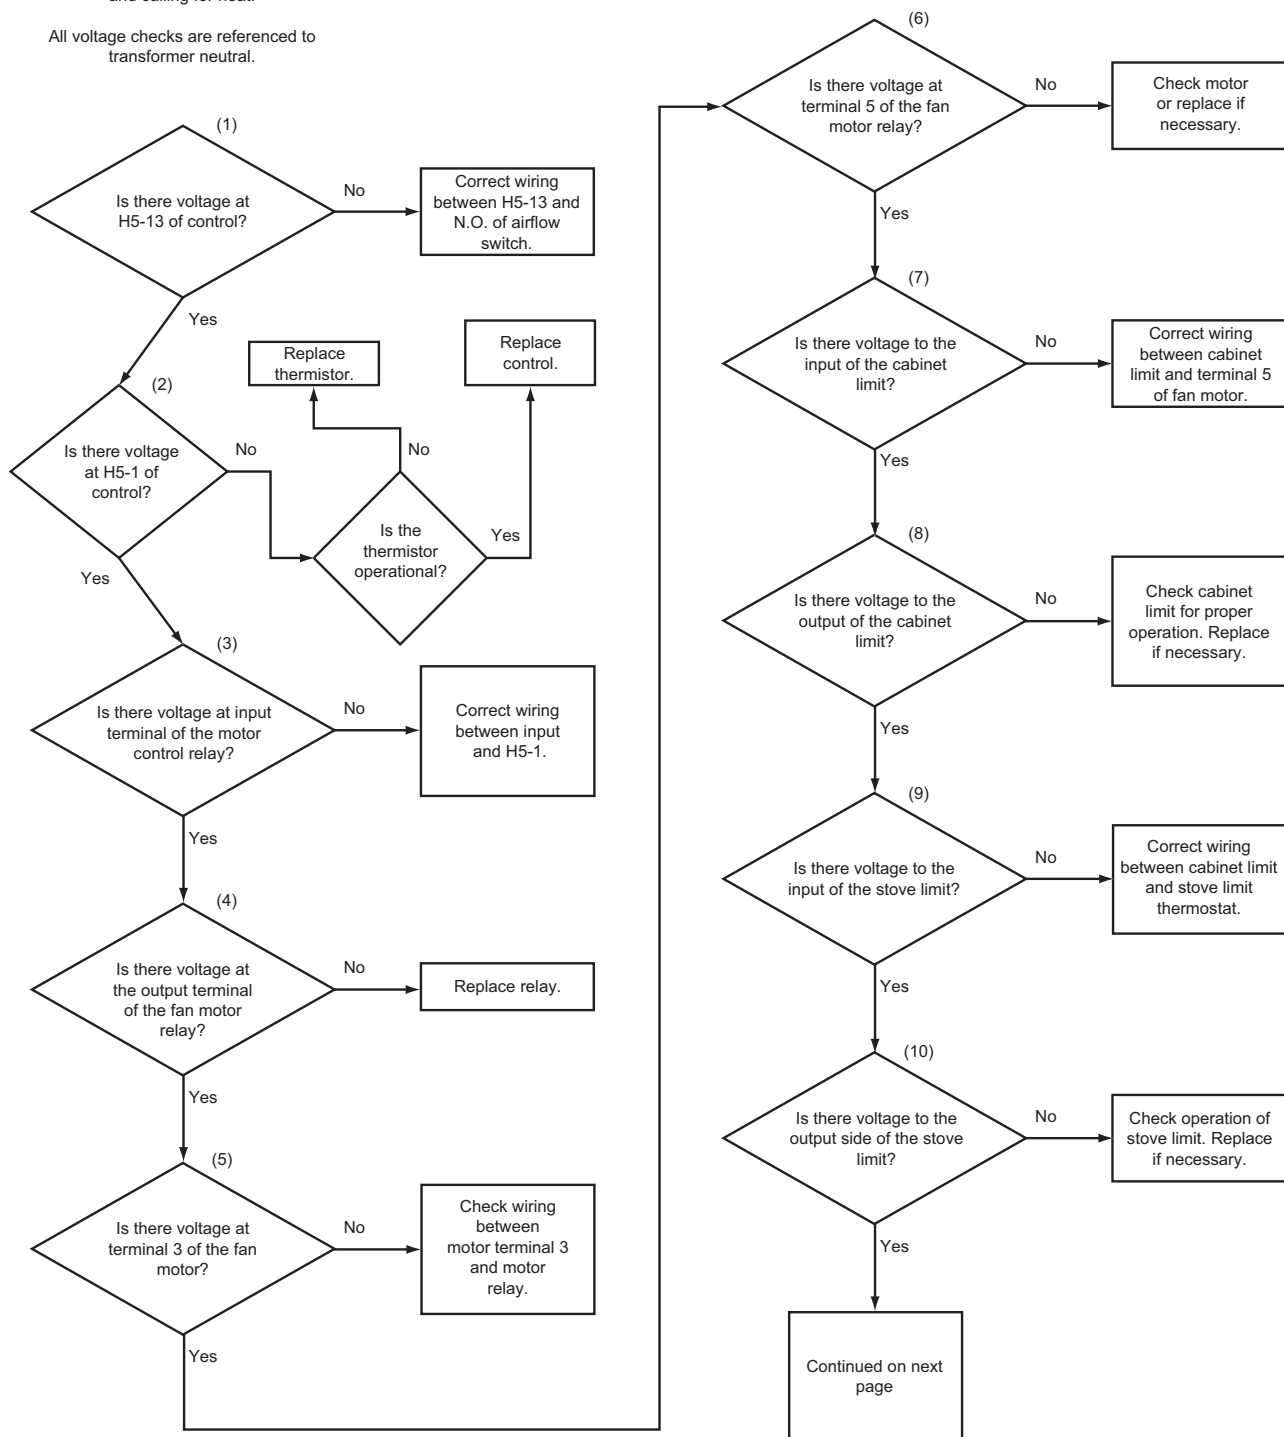 and calling for heat.
All voltage checks are referenced to
transformer neutral.
(1)
Is there voltage at
H5-13 of control?
No
Correct wiring
between H5-13 and
N.O. of airflow
switch.
Yes
(2)
Is there voltage
at H5-1 of
control?
No
Is the
thermistor
operational?
No
Replace
thermistor.
Yes
Replace
control.
Yes
(3)
Is there voltage at input
terminal of the motor
control relay?
No
Correct wiring
between input
and H5-1.
Yes
(4)
Is there voltage at
the output terminal
of the fan motor
relay?
No
Replace relay.
Yes
(5)
Is there voltage at
terminal 3 of the fan
motor?
No
Check wiring
between
motor terminal 3
and motor
relay.
Yes
(6)
Is there voltage at
terminal 5 of the fan
motor relay?
No
Check motor
or replace if
necessary.
Yes
(7)
Is there voltage to the
input of the cabinet
limit?
No
Correct wiring
between cabinet
limit and terminal 5
of fan motor.
Yes
(8)
Is there voltage to the
output of the cabinet
limit?
No
Check cabinet
limit for proper
operation. Replace
if necessary.
Yes
(9)
Is there voltage to the
input of the stove limit?
No
Correct wiring
between cabinet limit
and stove limit
thermostat.
Yes
(10)
Is there voltage to the
output side of the stove
limit?
No
Check operation of
stove limit. Replace
if necessary.
Yes
Continued on next
page